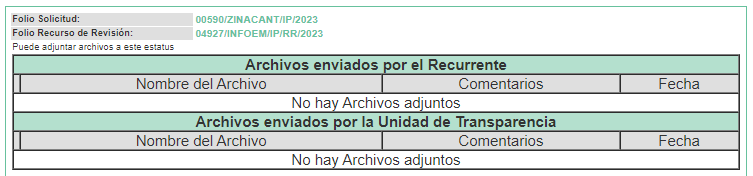 Folio Solicitud: 00590/ZINACANT/IP/2023
Folio Recurso de Revisión: 04927/INFOEM/IP/RR/2023
Puede adjuntar archivos a este estatus
Archivos enviados por el Recurrente
Nombre del Archivo Comentarios Fecha
No hay Archivos adjuntos
Archivos enviados por la Unidad de Transparencia
Nombre del Archivo Comentarios Fecha
No hay Archivos adjuntos